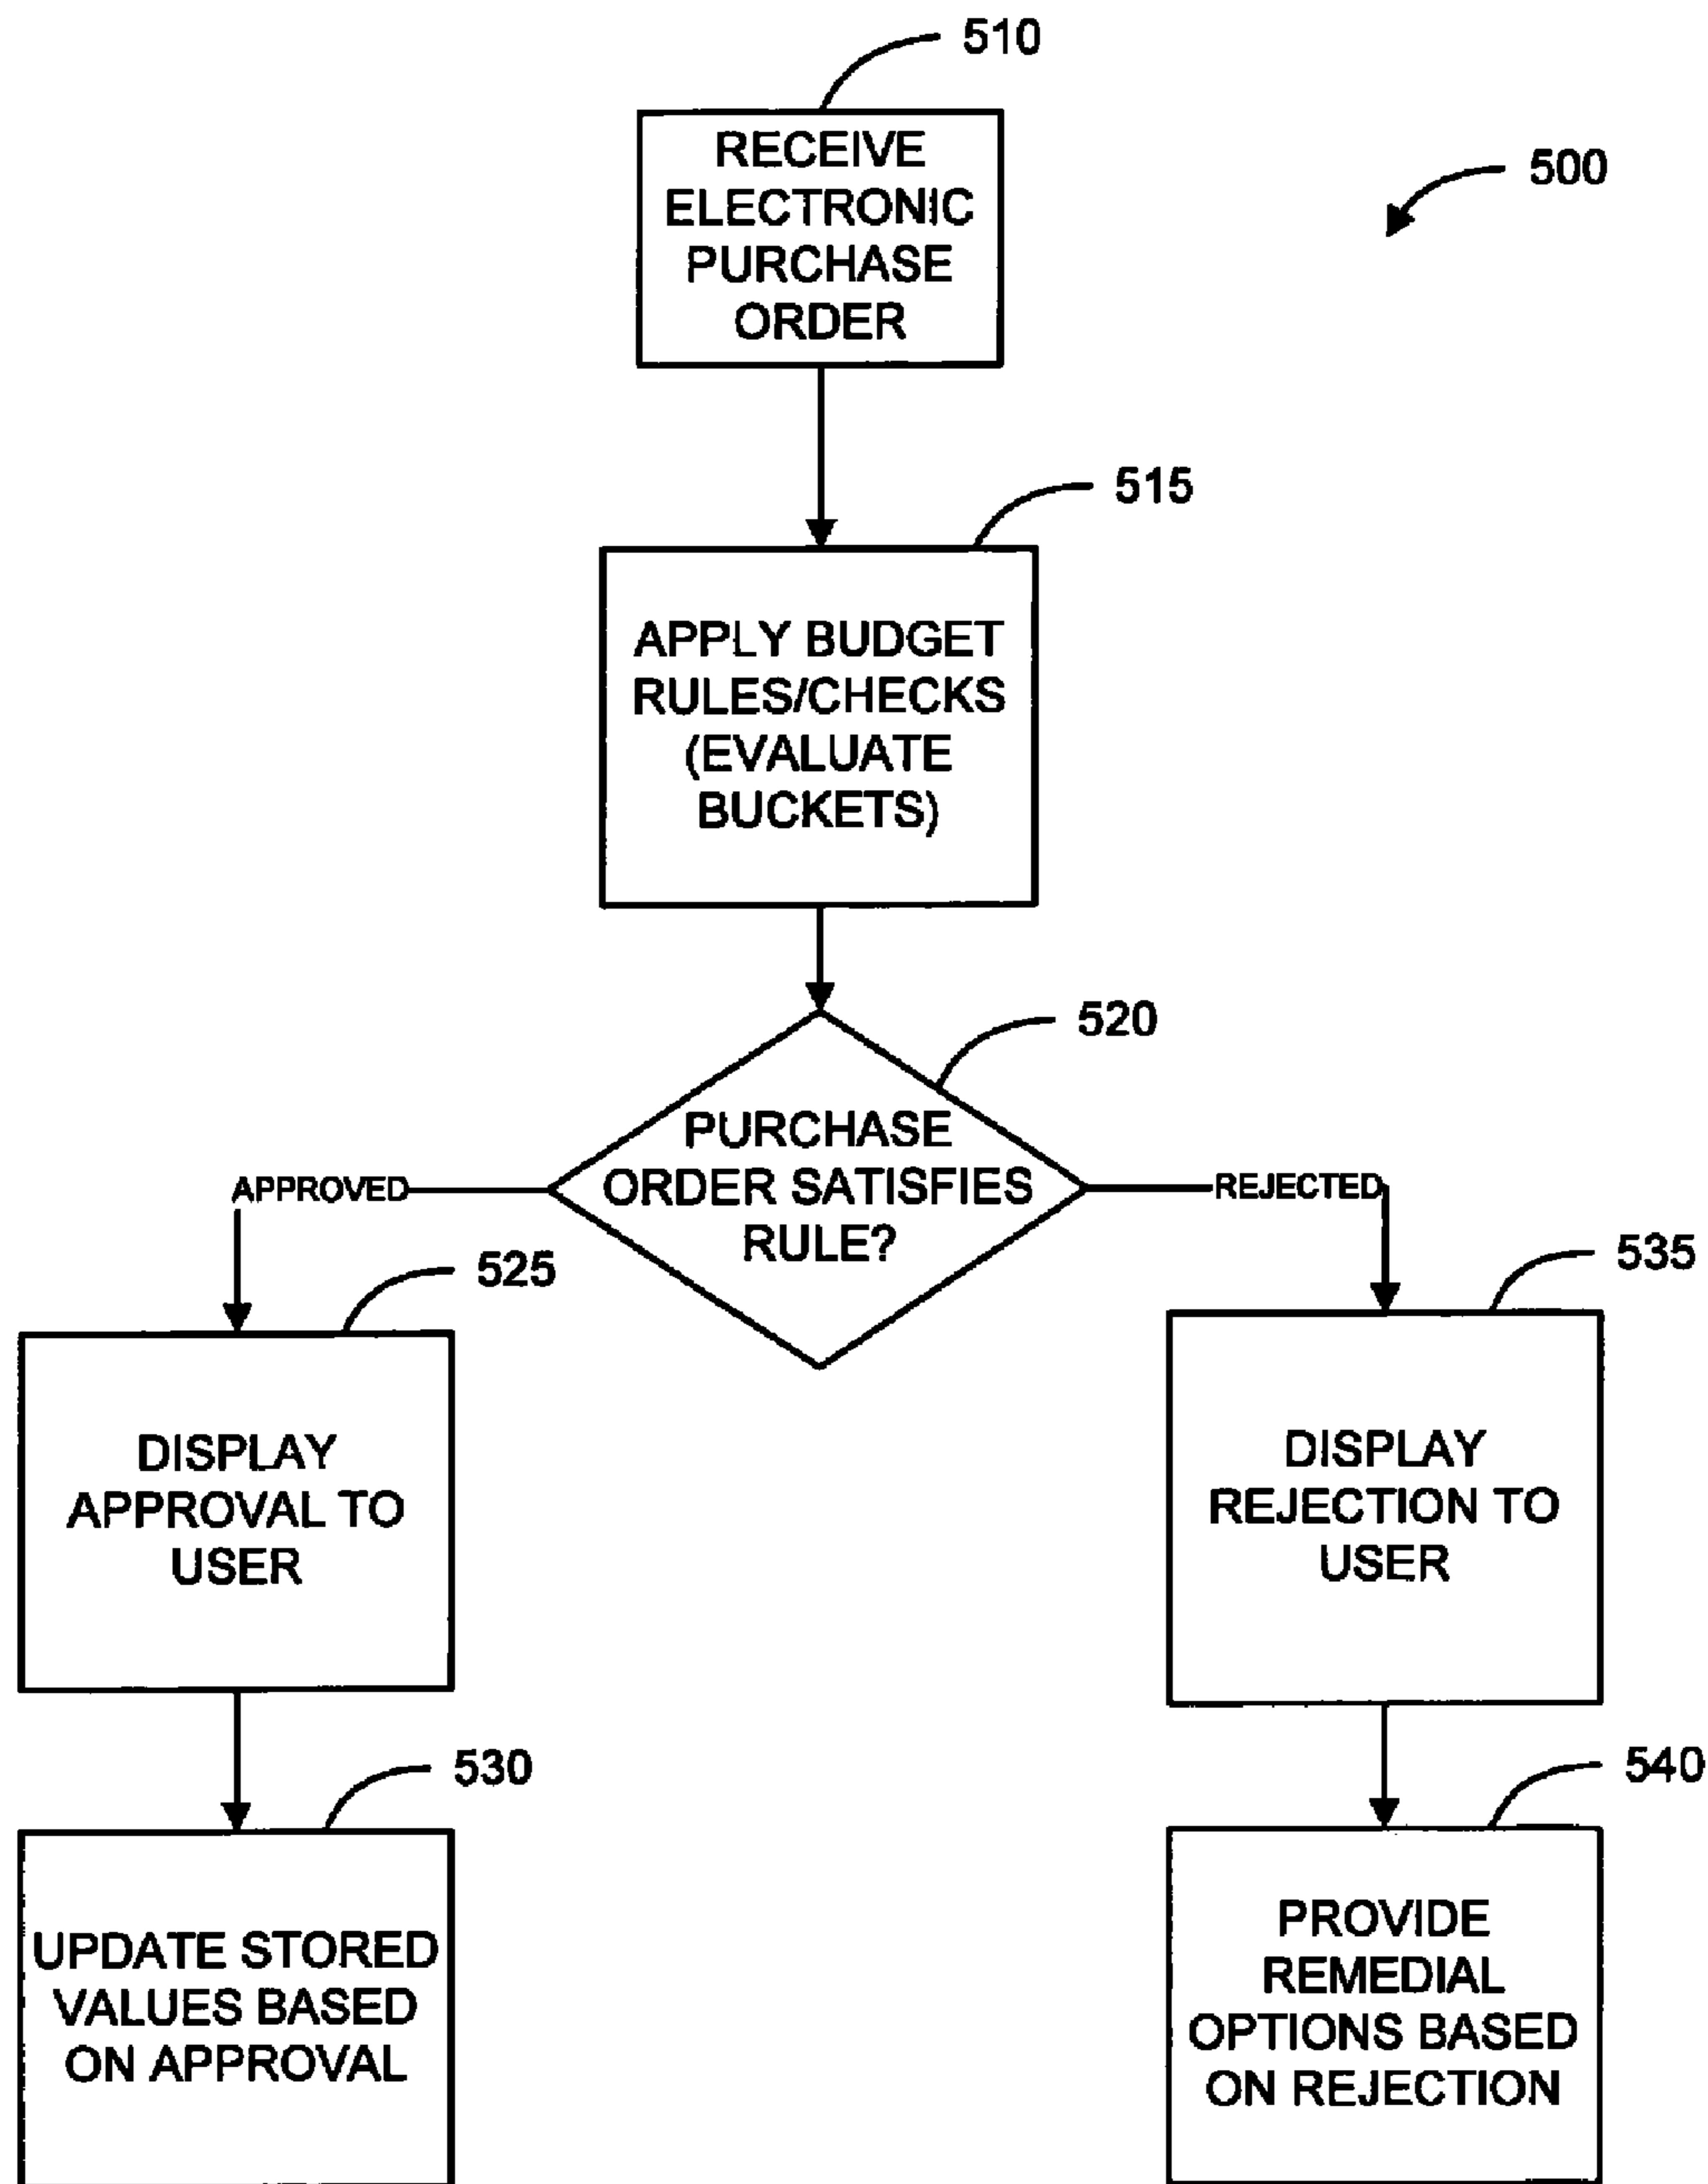 510
RECEIVE
ELECTRONIC
PURCHASE
ORDER
500
515
APPLY BUDGET
RULES/CHECKS
(EVALUATE
BUCKETS)
520
PURCHASE
ORDER SATISFIES
RULE?
APPROVED
REJECTED
525
535
DISPLAY
APPROVAL TO
USER
DISPLAY
REJECTION TO
USER
530
540
UPDATE STORED
VALUES BASED
ON APPROVAL
PROVIDE
REMEDIAL
OPTIONS BASED
ON REJECTION